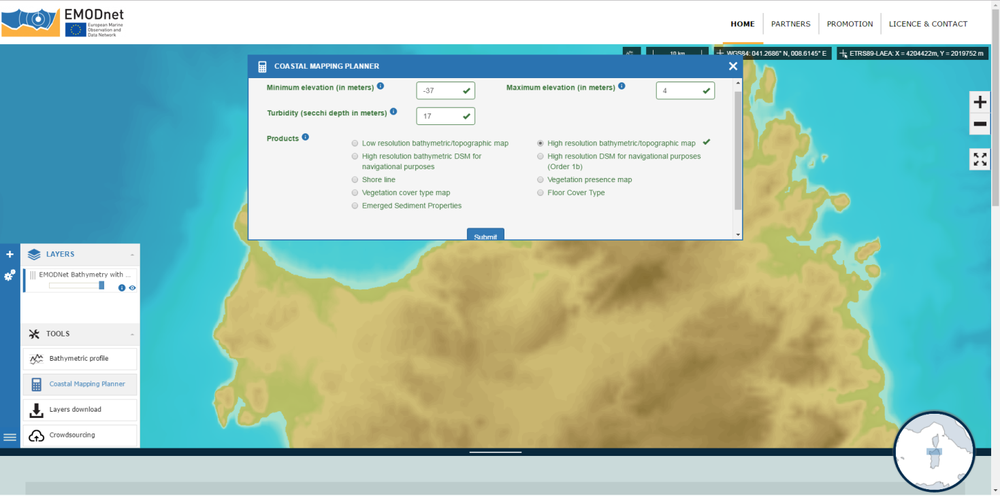 EMODnet
European Marine
Observation and
Data Network
HOME
PARTNERS
PROMOTION
LICENCE & CONTACT
10 km
WGS84: 041.2686° N, 008.6145° E
ETRS89-LAEA: X = 4204422m, Y = 2019752 m
COASTAL MAPPING PLANNER
Minimum elevation (in meters)
-37
Maximum elevation (in meters)
4
Turbidity (secchi depth in meters)
17
Products
Low resolution bathymetric/topographic map
High resolution bathymetric/topographic map
High resolution bathymetric DSM for
navigational purposes
High resolution DSM for navigational purposes
(Order 1b)
Shore line
Vegetation presence map
Vegetation cover type map
Floor Cover Type
Emerged Sediment Properties
Submit
LAYERS
EMODNet Bathymetry with ...
TOOLS
Bathymetric profile
Coastal Mapping Planner
Layers download
Crowdsourcing